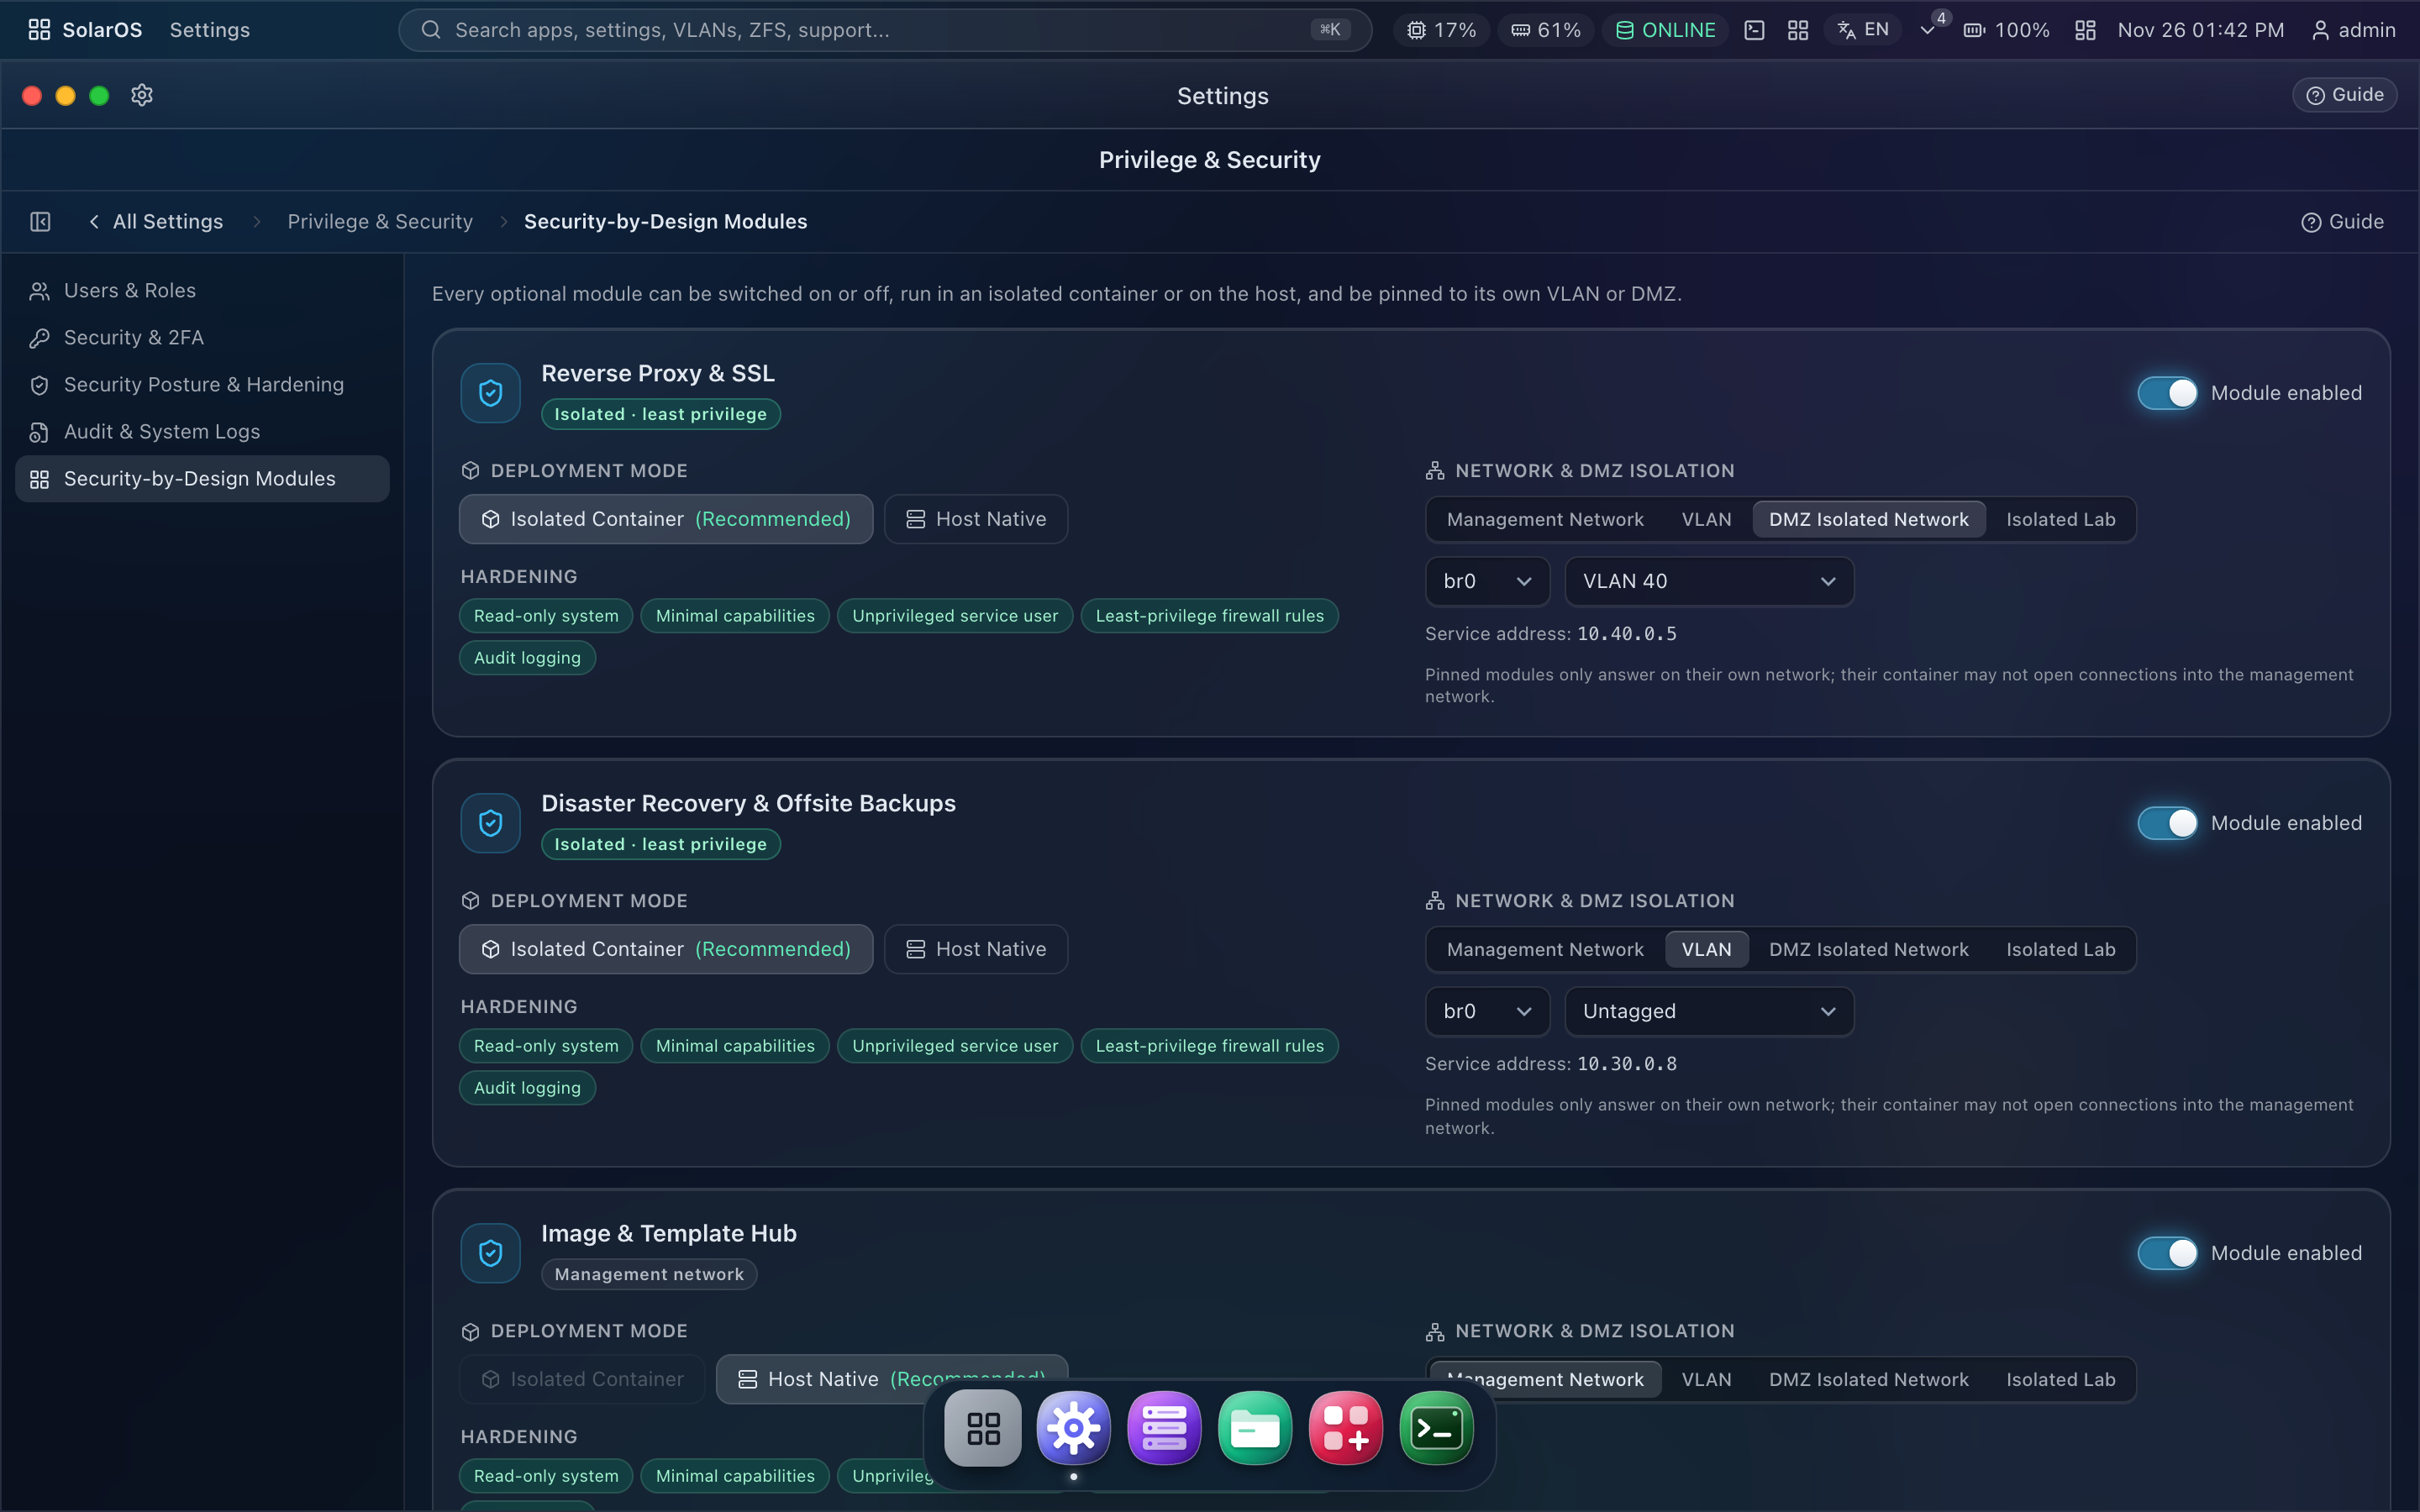 SolarOS Settings Search apps, settings, VLANs, ZFS, support... ⌘K 17% 61% ONLINE EN 4 100% Nov 26 01:42 PM admin
Settings Guide
Privilege & Security
All Settings Privilege & Security Security-by-Design Modules Guide
Users & Roles
Security & 2FA
Security Posture & Hardening
Audit & System Logs
Security-by-Design Modules
Every optional module can be switched on or off, run in an isolated container or on the host, and be pinned to its own VLAN or DMZ.
Reverse Proxy & SSL
Isolated · least privilege
Module enabled
DEPLOYMENT MODE
Isolated Container (Recommended) Host Native
HARDENING
Read-only system Minimal capabilities Unprivileged service user Least-privilege firewall rules
Audit logging
NETWORK & DMZ ISOLATION
Management Network VLAN DMZ Isolated Network Isolated Lab
br0 VLAN 40
Service address: 10.40.0.5
Pinned modules only answer on their own network; their container may not open connections into the management
network.
Disaster Recovery & Offsite Backups
Isolated · least privilege
Module enabled
DEPLOYMENT MODE
Isolated Container (Recommended) Host Native
HARDENING
Read-only system Minimal capabilities Unprivileged service user Least-privilege firewall rules
Audit logging
NETWORK & DMZ ISOLATION
Management Network VLAN DMZ Isolated Network Isolated Lab
br0 Untagged
Service address: 10.30.0.8
Pinned modules only answer on their own network; their container may not open connections into the management
network.
Image & Template Hub
Management network
Module enabled
DEPLOYMENT MODE
Isolated Container Host Native (Recommended)
HARDENING
Read-only system Minimal capabilities
NETWORK & DMZ ISOLATION
Management Network VLAN DMZ Isolated Network Isolated Lab